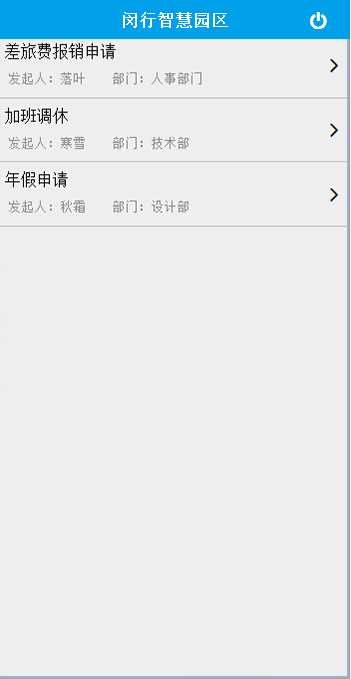 闵行智慧园区
差旅费报销申请
发起人：落叶 部门：人事部门
加班调休
发起人：寒雪 部门：技术部
年假申请
发起人：秋霜 部门：设计部